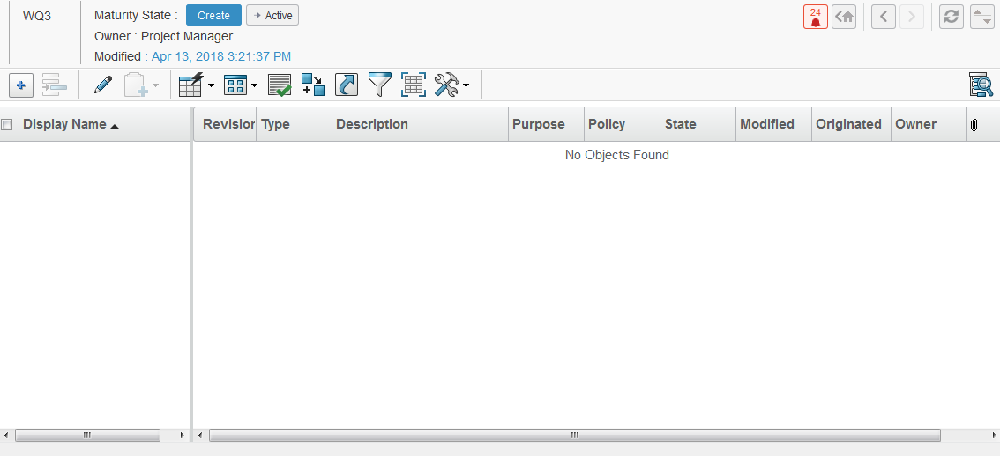 WQ3
Maturity State : Create Active
24
Owner : Project Manager
Modified : Apr 13, 2018 3:21:37 PM
Display Name Revision Type Description Purpose Policy State Modified Originated Owner
No Objects Found